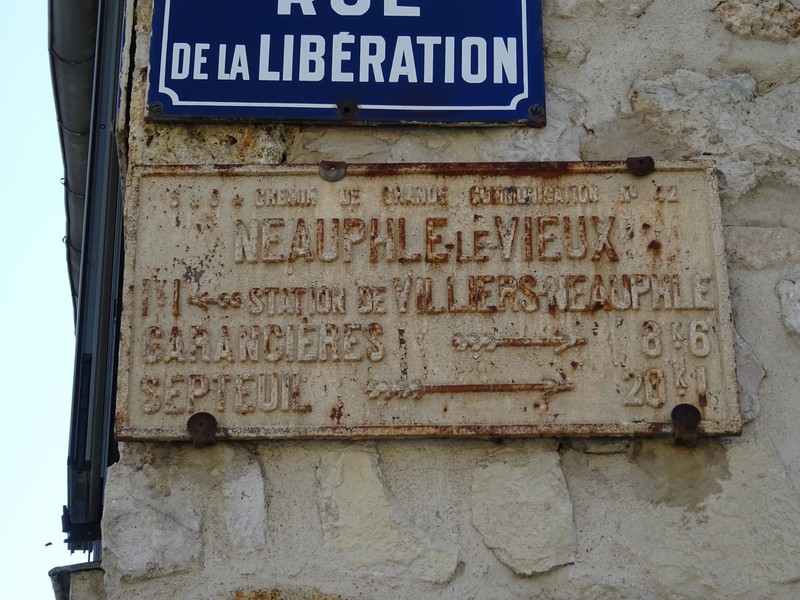 RUE
DE LA LIBÉRATION
S & O CHEMIN DE GRANDE COMMUNICATION N° 42
NEAUPHLE-LE-VIEUX
STATION DE VILLIERS-NEAUPHLE
GARANCIÈRES 8K6
SEPTEUIL 20K1